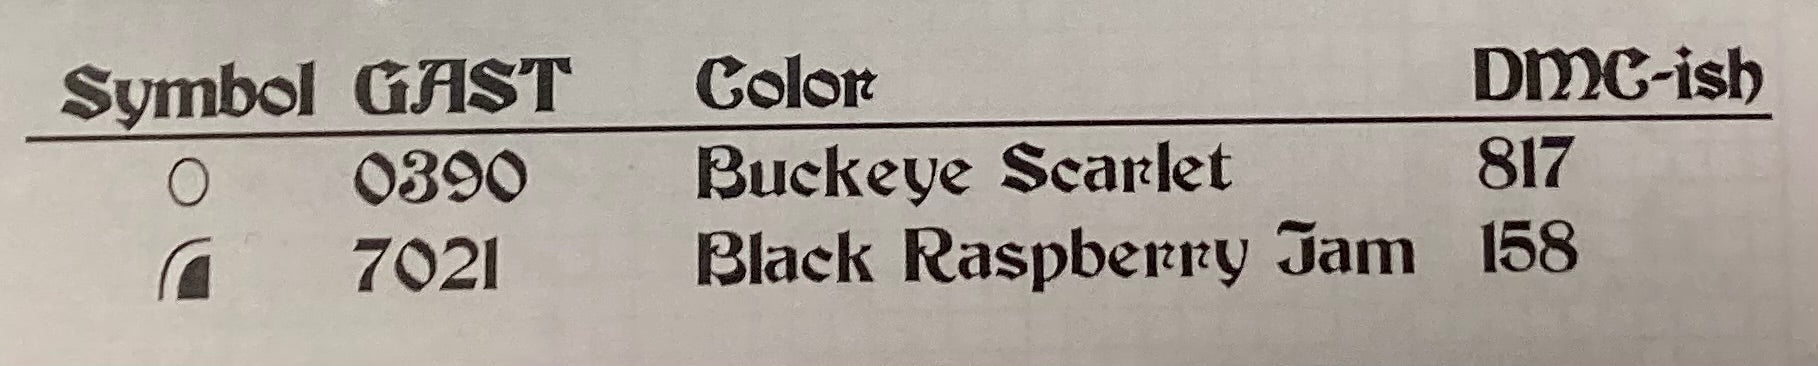 Symbol GAST Color DMC-ish
0390 Buckeye Scarlet 817
7021 Black Raspberry Jam 158